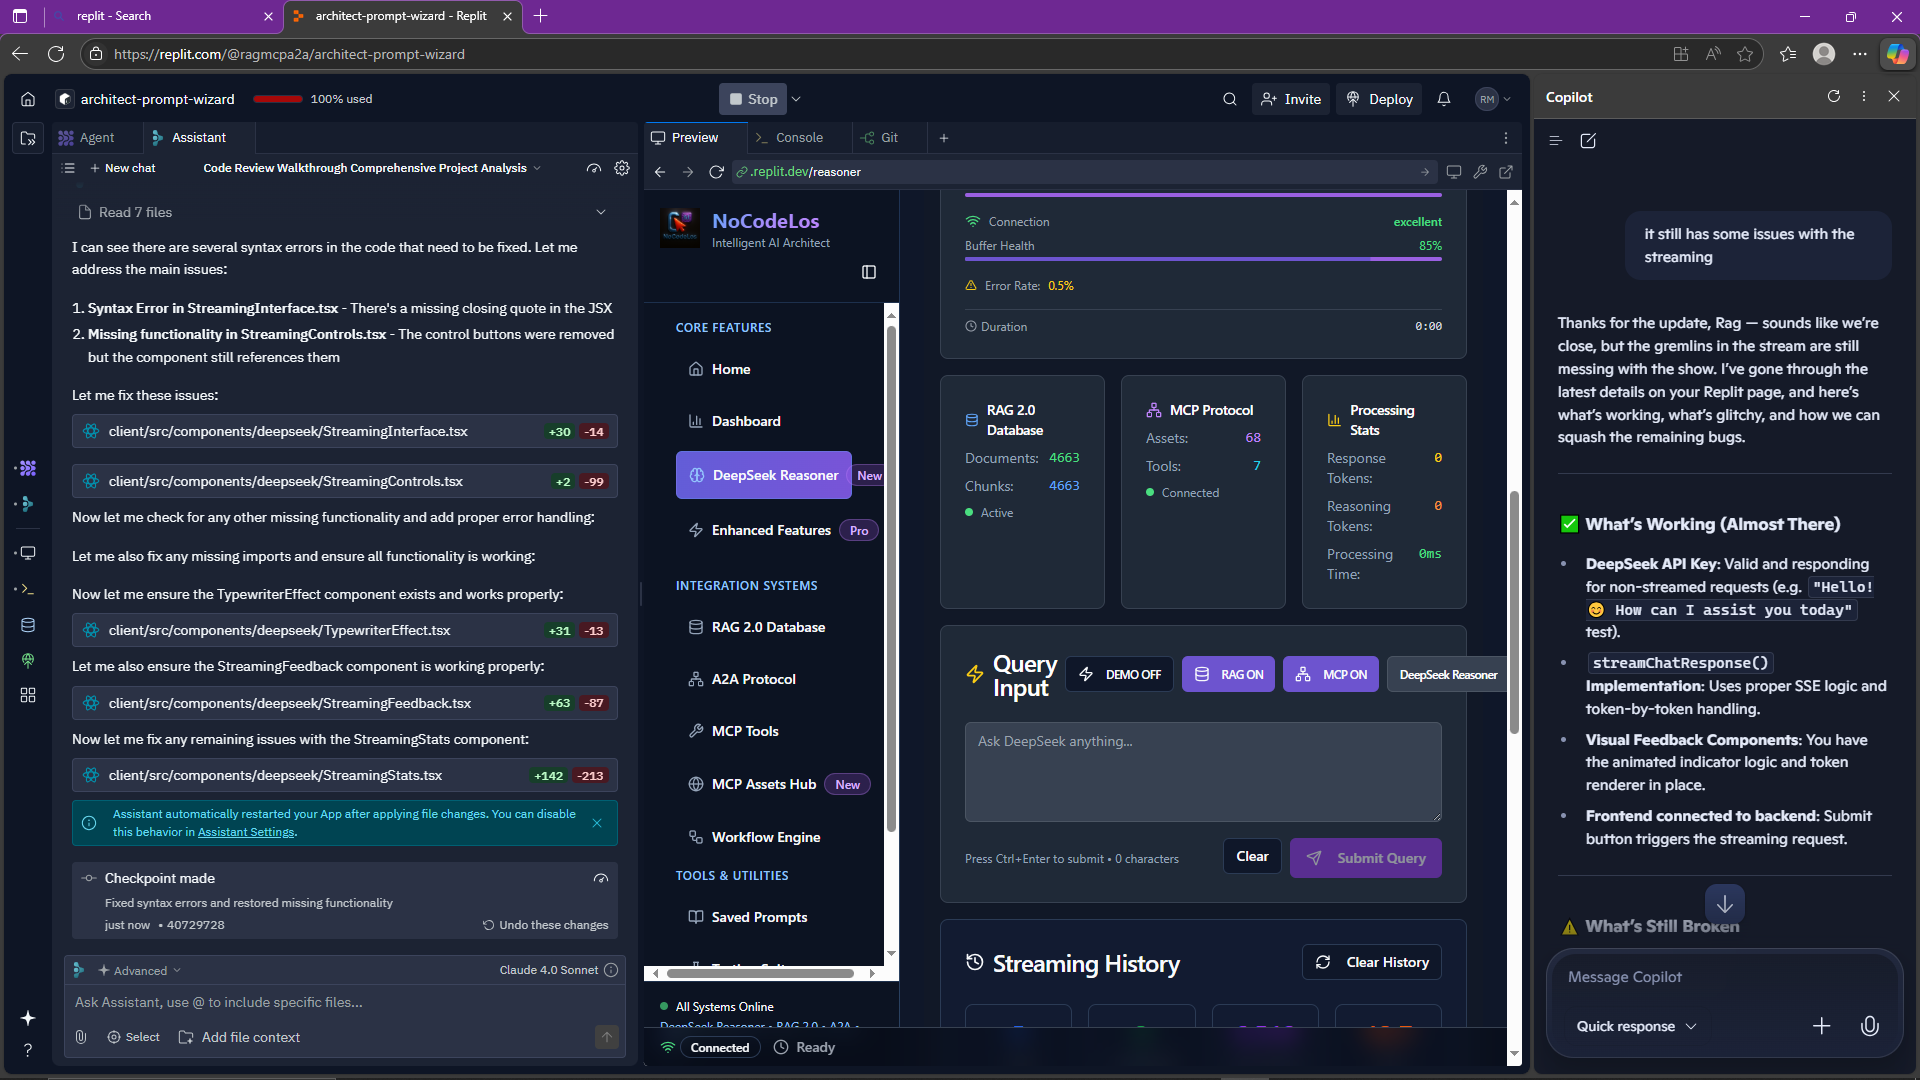 replit - Search
architect-prompt-wizard - Replit
https://replit.com/@ragmcpa2a/architect-prompt-wizard
architect-prompt-wizard
100% used
Stop
Invite
Deploy
RM
Agent
Assistant
New chat
Code Review Walkthrough Comprehensive Project Analysis
Read 7 files
I can see there are several syntax errors in the code that need to be fixed. Let me
address the main issues:
1. Syntax Error in StreamingInterface.tsx - There's a missing closing quote in the JSX
2. Missing functionality in StreamingControls.tsx - The control buttons were removed
but the component still references them
Let me fix these issues:
client/src/components/deepseek/StreamingInterface.tsx +30 -14
client/src/components/deepseek/StreamingControls.tsx +2 -99
Now let me check for any other missing functionality and add proper error handling:
Let me also fix any missing imports and ensure all functionality is working:
Now let me ensure the TypewriterEffect component exists and works properly:
client/src/components/deepseek/TypewriterEffect.tsx +31 -13
Let me also ensure the StreamingFeedback component is working properly:
client/src/components/deepseek/StreamingFeedback.tsx +63 -87
Now let me fix any remaining issues with the StreamingStats component:
client/src/components/deepseek/StreamingStats.tsx +142 -213
Assistant automatically restarted your App after applying file changes. You can disable
this behavior in Assistant Settings.
Checkpoint made
Fixed syntax errors and restored missing functionality
just now • 40729728
Undo these changes
Advanced
Claude 4.0 Sonnet
Ask Assistant, use @ to include specific files...
Select
Add file context
Preview
Console
Git
.replit.dev/reasoner
NoCodeLos
Intelligent AI Architect
CORE FEATURES
Home
Dashboard
DeepSeek Reasoner New
Enhanced Features Pro
INTEGRATION SYSTEMS
RAG 2.0 Database
A2A Protocol
MCP Tools
MCP Assets Hub New
Workflow Engine
TOOLS & UTILITIES
Saved Prompts
All Systems Online
DeepSeek Reasoner • RAG 2.0 • A2A •
Connected
Ready
Connection excellent
Buffer Health 85%
Error Rate: 0.5%
Duration 0:00
RAG 2.0
Database
Documents: 4663
Chunks: 4663
Active
MCP Protocol
Assets: 68
Tools: 7
Connected
Processing
Stats
Response
Tokens: 0
Reasoning
Tokens: 0
Processing
Time: 0ms
Query
Input
DEMO OFF
RAG ON
MCP ON
DeepSeek Reasoner
Ask DeepSeek anything...
Press Ctrl+Enter to submit • 0 characters
Clear
Submit Query
Streaming History
Clear History
Copilot
it still has some issues with the
streaming
Thanks for the update, Rag — sounds like we're
close, but the gremlins in the stream are still
messing with the show. I've gone through the
latest details on your Replit page, and here's
what's working, what's glitchy, and how we can
squash the remaining bugs.
✅ What's Working (Almost There)
• DeepSeek API Key: Valid and responding
for non-streamed requests (e.g. "Hello!
😊 How can I assist you today"
test).
• streamChatResponse()
Implementation: Uses proper SSE logic and
token-by-token handling.
• Visual Feedback Components: You have
the animated indicator logic and token
renderer in place.
• Frontend connected to backend: Submit
button triggers the streaming request.
⚠️ What's Still Broken
Message Copilot
Quick response